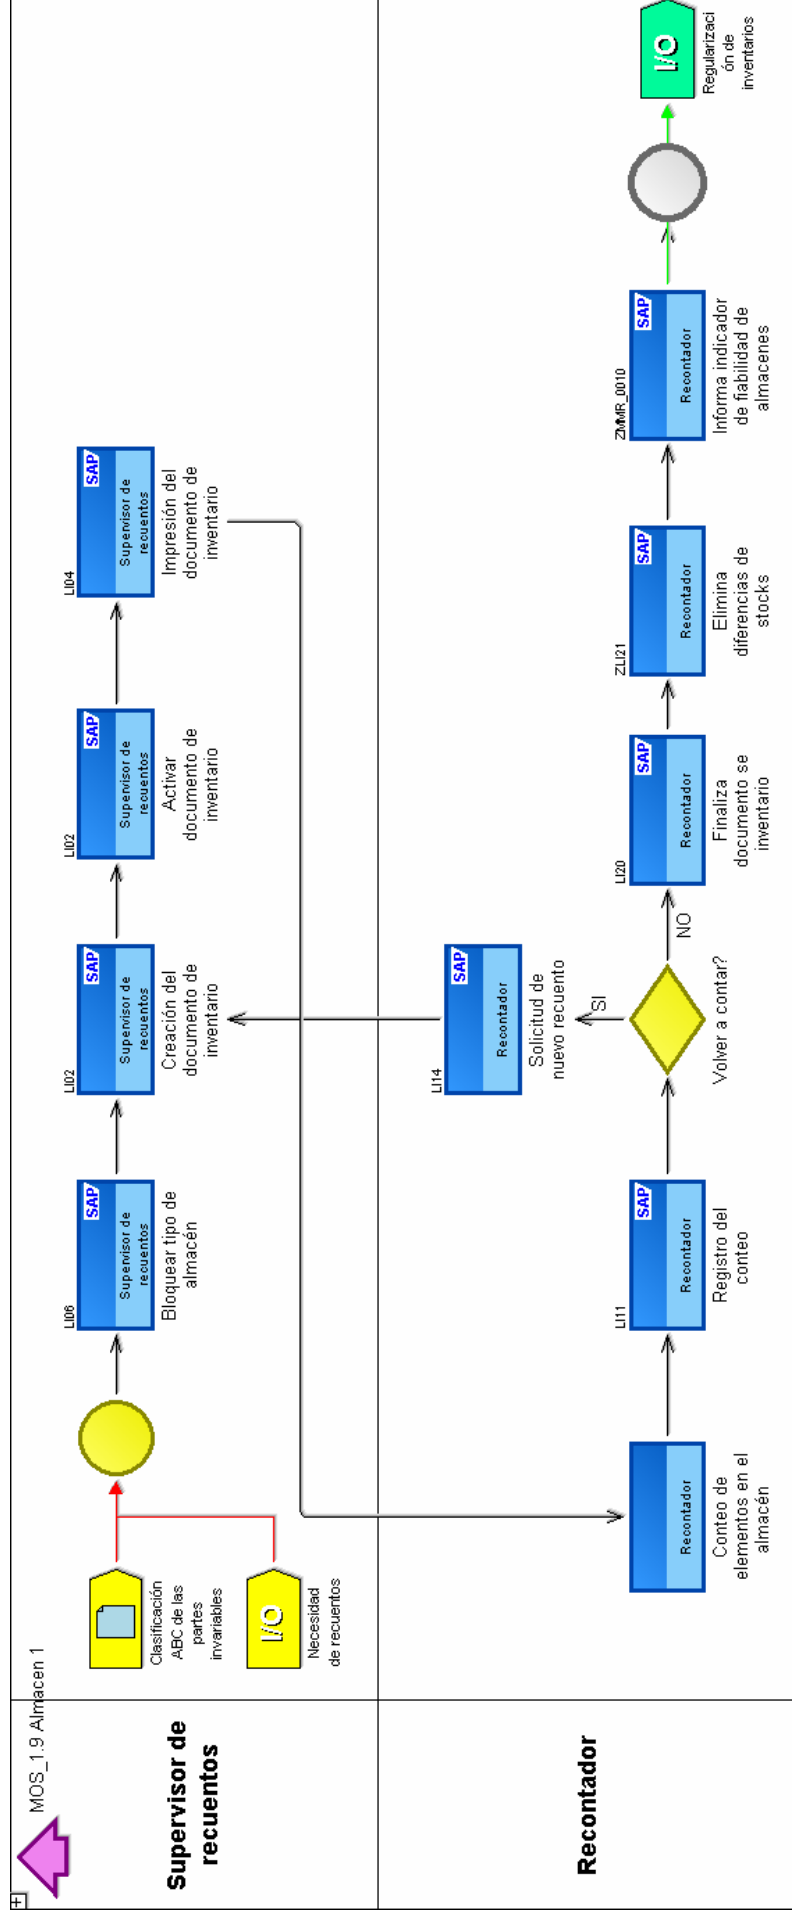 MOS_1.9 Almacen 1
Supervisor de
recuentos
Clasificación
ABC de las
partes
invariables
I/O
Necesidad
de recuentos
LI06
SAP
Supervisor de
recuentos
Bloquear tipo de
almacén
LI02
SAP
Supervisor de
recuentos
Creación del
documento de
inventario
LI02
SAP
Supervisor de
recuentos
Activar
documento de
inventario
LI04
SAP
Supervisor de
recuentos
Impresión del
documento de
inventario
Recontador
Recontador
Conteo de
elementos en el
almacén
LI11
SAP
Recontador
Registro del
conteo
Volver a contar?
SI
LI14
SAP
Recontador
Solicitud de
nuevo recuento
NO
LI20
SAP
Recontador
Finaliza
documento se
inventario
ZLI21
SAP
Recontador
Elimina
diferencias de
stocks
ZMMR_0010
SAP
Recontador
Informa indicador
de fiabilidad de
almacenes
I/O
Regularizaci
ón de
inventarios